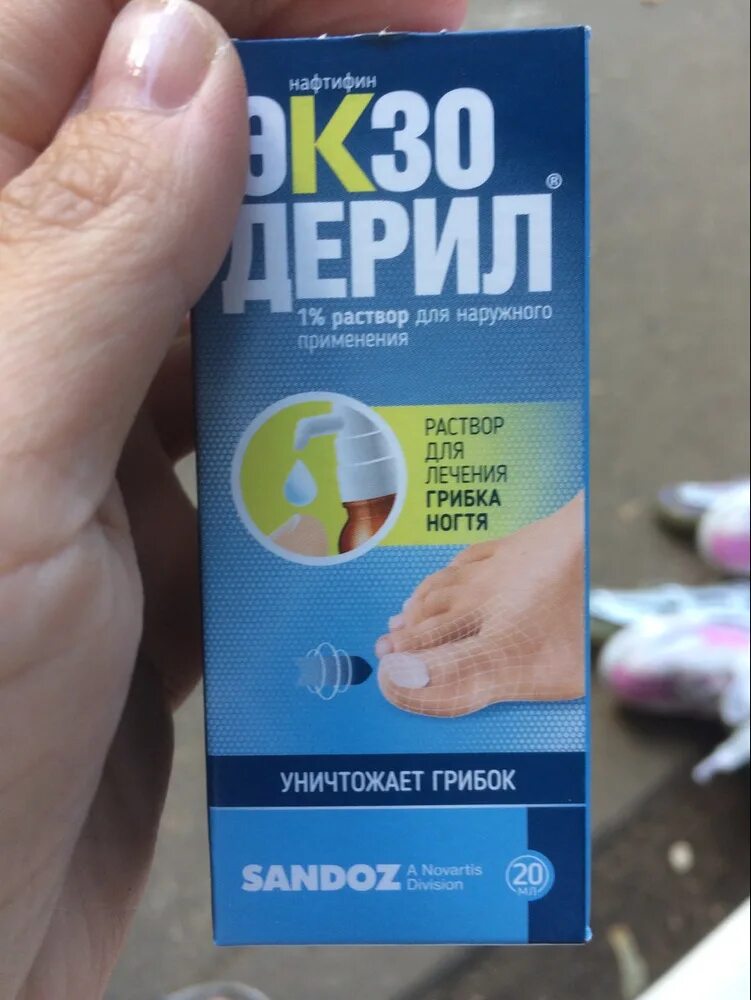 нафтифин
ЭКЗО
ДЕРИЛ®
1% раствор для наружного
применения
РАСТВОР
ДЛЯ
ЛЕЧЕНИЯ
ГРИБКА
НОГТЯ
УНИЧТОЖАЕТ ГРИБОК
SANDOZ A Novartis
Division
20
МЛ